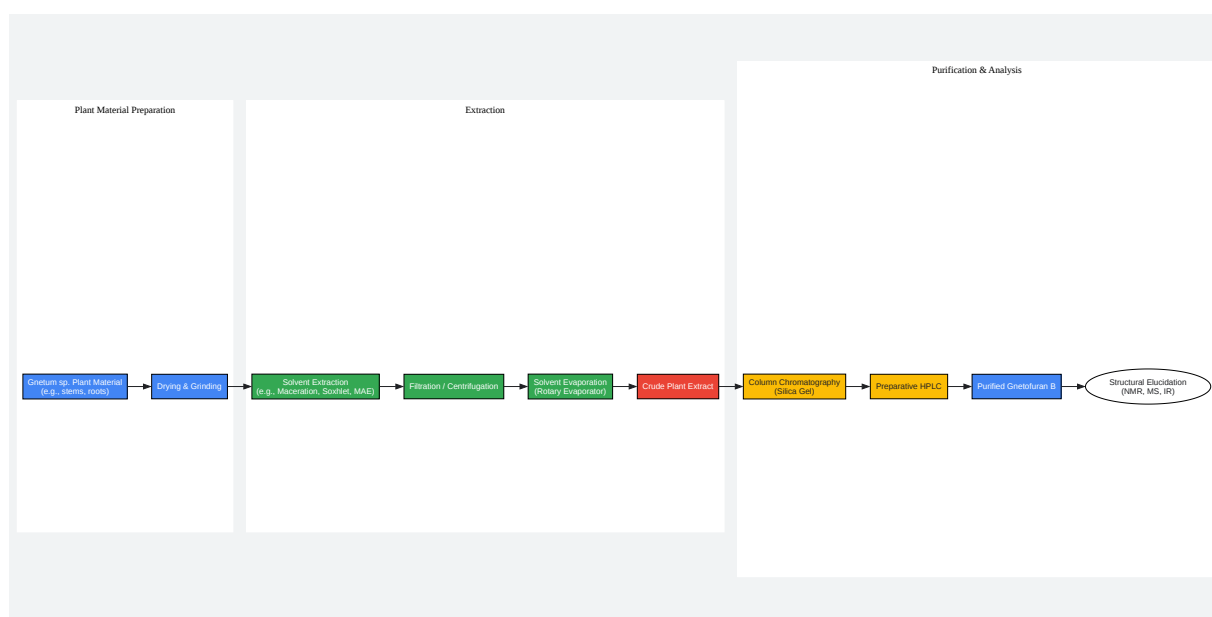 Purification & Analysis
Plant Material Preparation
Extraction
Gnetum sp. Plant Material
(e.g., stems, roots)
Drying & Grinding
Solvent Extraction
(e.g., Maceration, Soxhlet, MAE)
Filtration / Centrifugation
Solvent Evaporation
(Rotary Evaporator)
Crude Plant Extract
Column Chromatography
(Silica Gel)
Preparative HPLC
Purified Gnetofuran B
Structural Elucidation
(NMR, MS, IR)